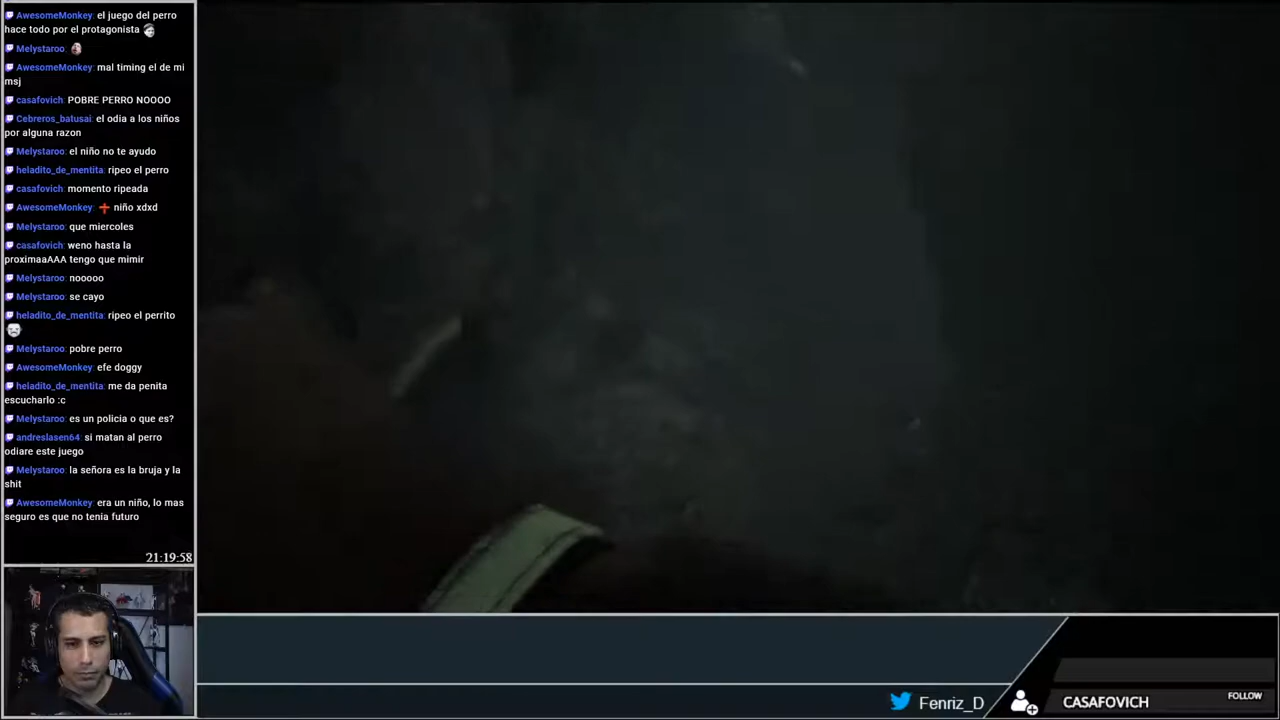 AwesomeMonkey: el juego del perro
hace todo por el protagonista
Melystaroo:
AwesomeMonkey: mal timing el de mi
msj
casafovich: POBRE PERRO NOOOO
Cebreros_batusai: el odia a los niños
por alguna razon
Melystaroo: el niño no te ayudo
heladito_de_mentita: ripeo el perro
casafovich: momento ripeada
AwesomeMonkey: niño xdxd
Melystaroo: que miercoles
casafovich: weno hasta la
proximaaAAA tengo que mimir
Melystaroo: nooooo
Melystaroo: se cayo
heladito_de_mentita: ripeo el perrito
Melystaroo: pobre perro
AwesomeMonkey: efe doggy
heladito_de_mentita: me da penita
escucharlo :c
Melystaroo: es un policia o que es?
andreslasen64: si matan al perro
odiare este juego
Melystaroo: la señora es la bruja y la
shit
AwesomeMonkey: era un niño, lo mas
seguro es que no tenia futuro
21:19:58
Fenriz_D
CASAFOVICH
FOLLOW